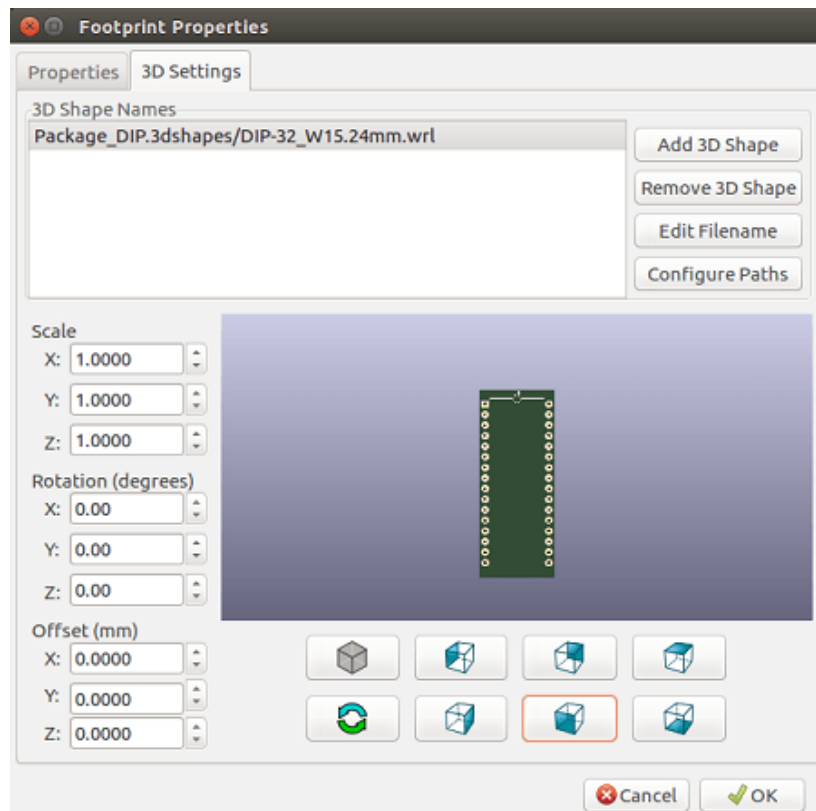 Footprint Properties
Properties 3D Settings
3D Shape Names
Package_DIP.3dshapes/DIP-32_W15.24mm.wrl
Add 3D Shape
Remove 3D Shape
Edit Filename
Configure Paths
Scale
X: 1.0000
Y: 1.0000
Z: 1.0000
Rotation (degrees)
X: 0.00
Y: 0.00
Z: 0.00
Offset (mm)
X: 0.0000
Y: 0.0000
Z: 0.0000
Cancel OK